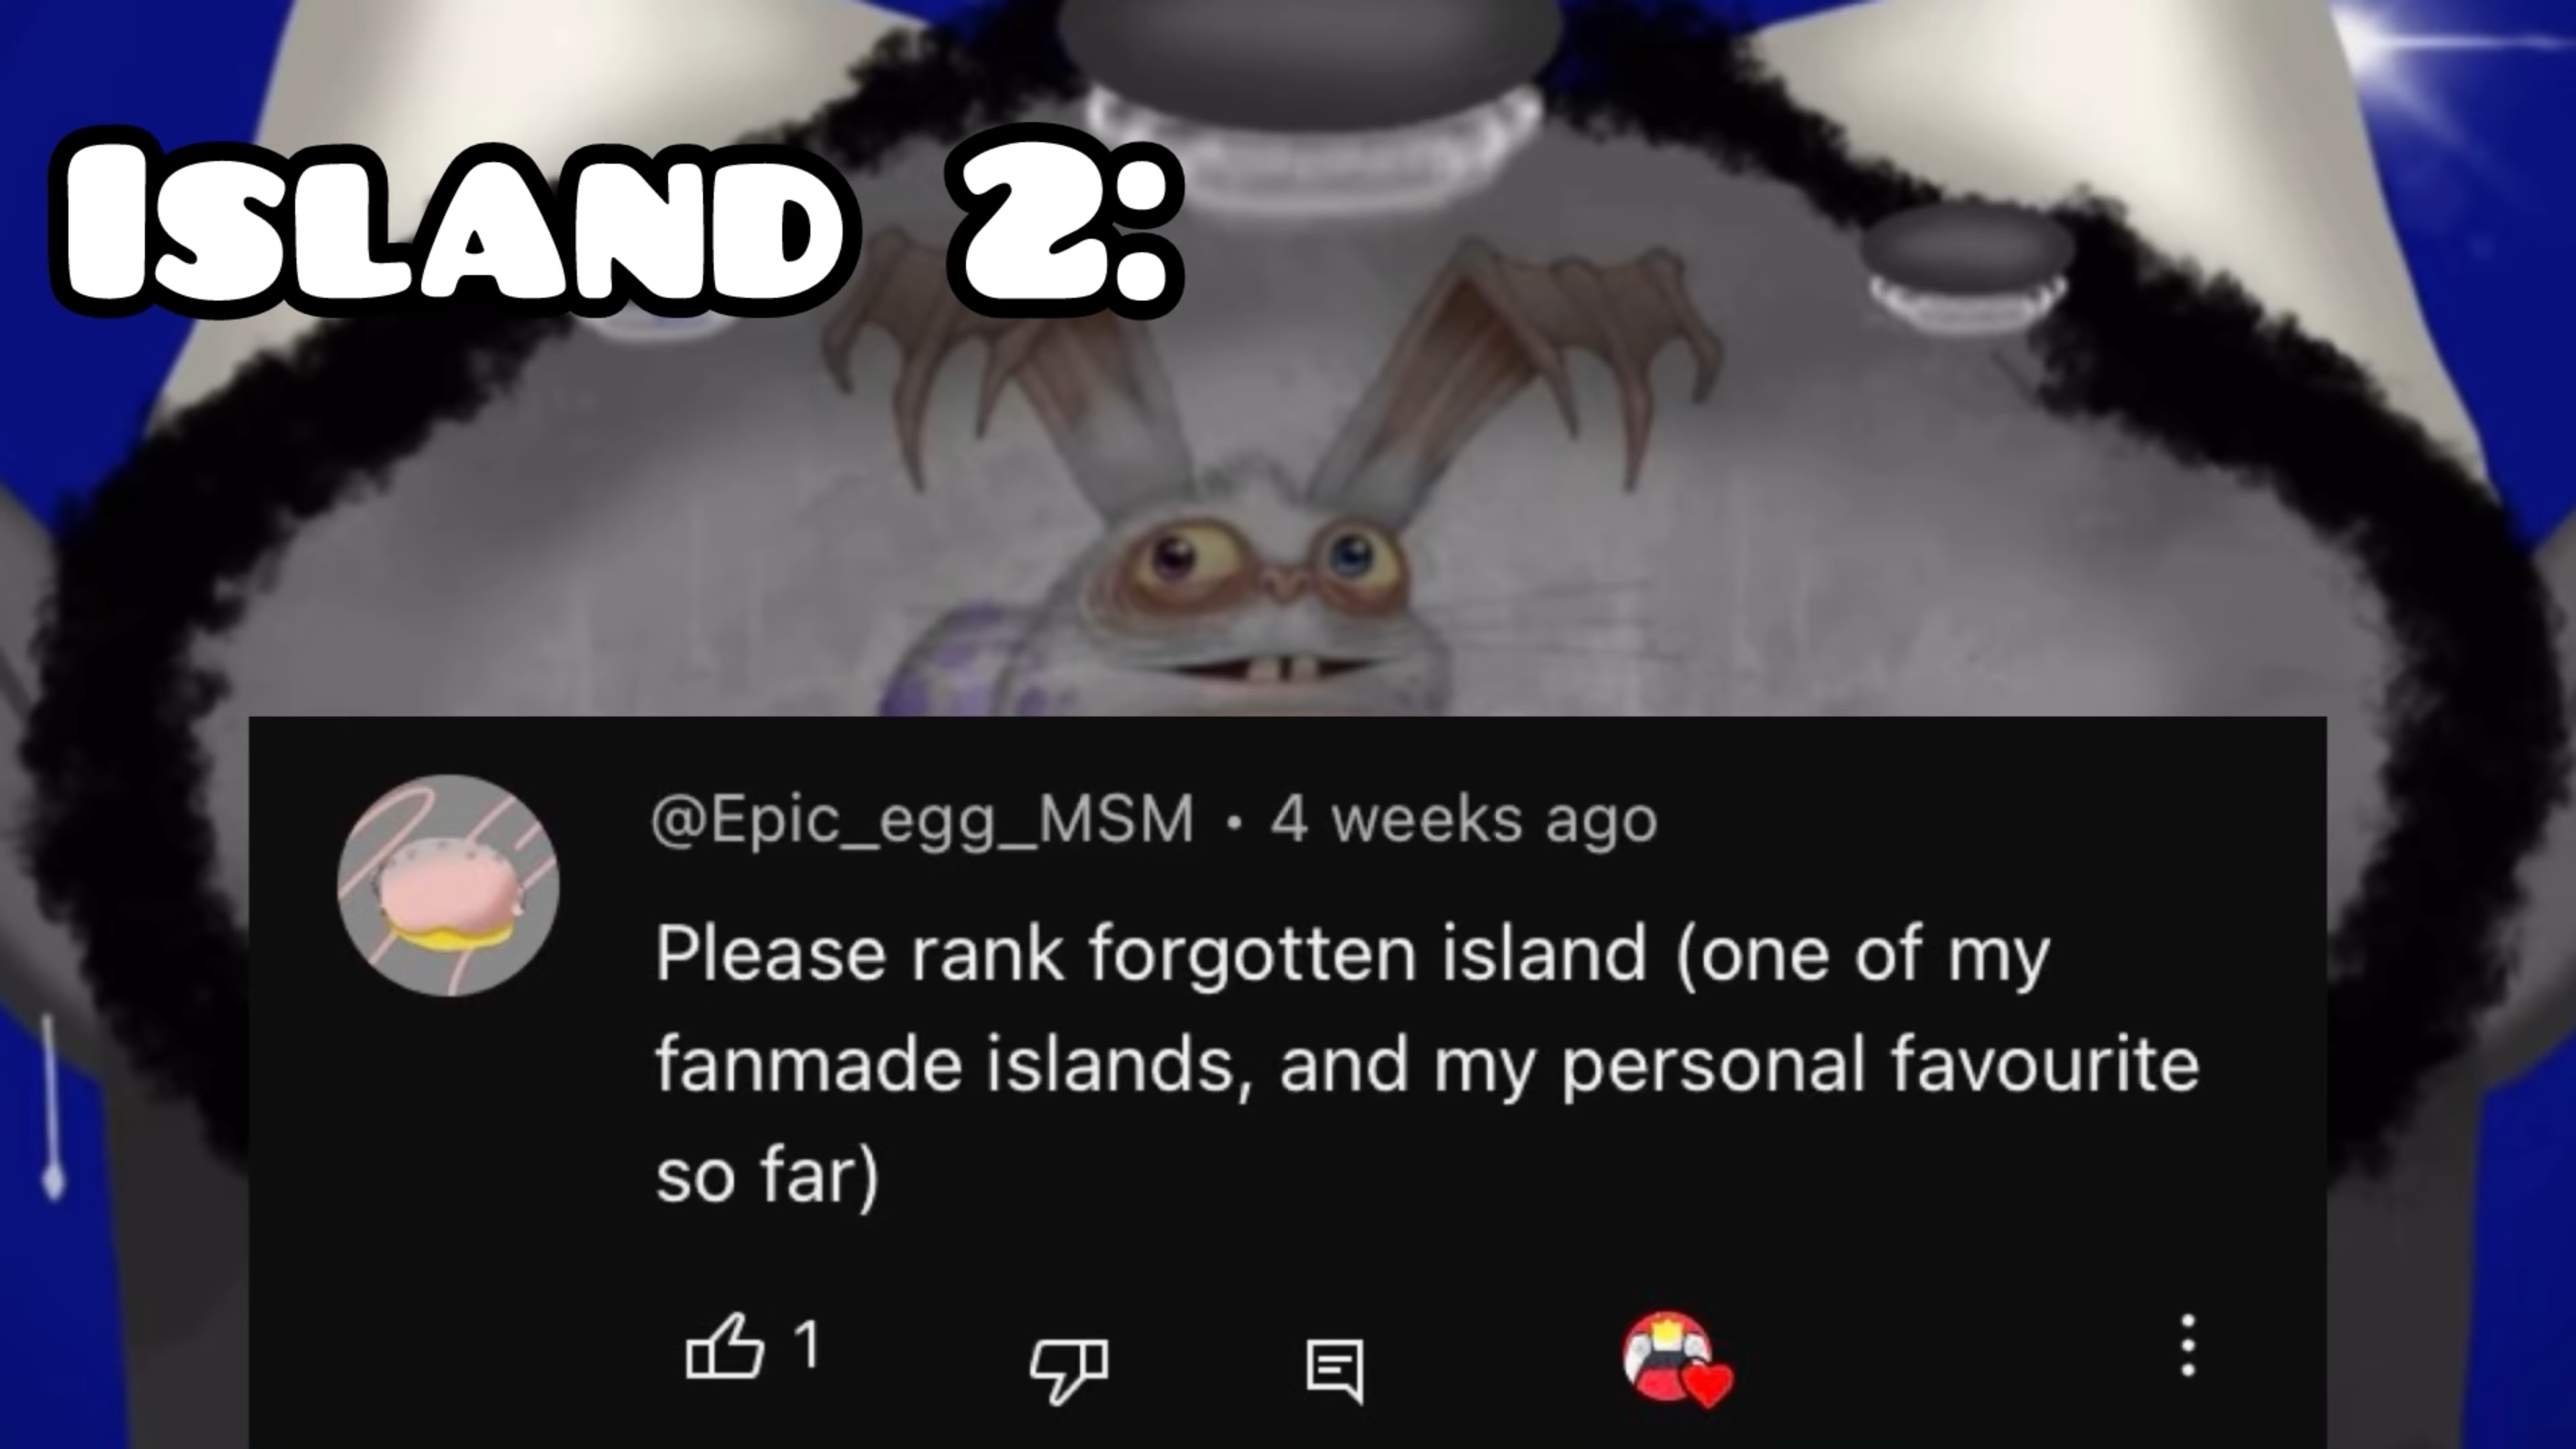 Island 2:
@Epic_egg_MSM • 4 weeks ago
Please rank forgotten island (one of my
fanmade islands, and my personal favourite
so far)
1